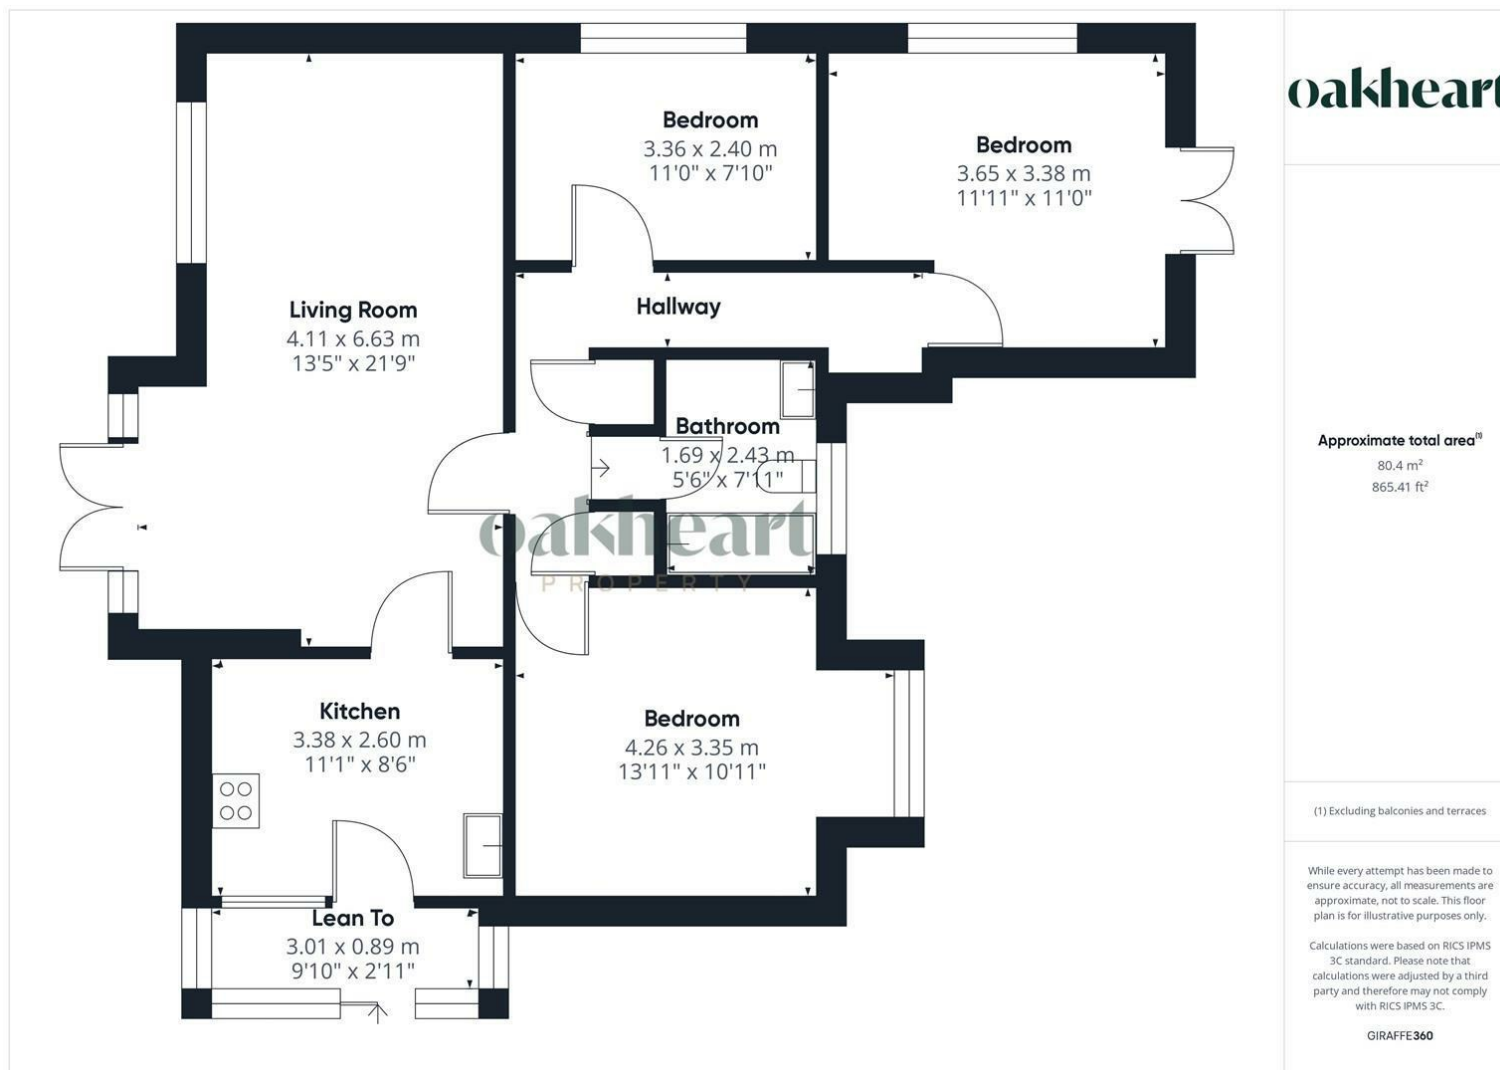 Bedroom
3.36 x 2.40 m
11'0" x 7'10"
Bedroom
3.65 x 3.38 m
11'11" x 11'0"
Living Room
4.11 x 6.63 m
13'5" x 21'9"
Hallway
Bathroom
1.69 x 2.43 m
5'6" x 7'11"
oakheart
PROPERTY
Kitchen
3.38 x 2.60 m
11'1" x 8'6"
Bedroom
4.26 x 3.35 m
13'11" x 10'11"
Lean To
3.01 x 0.89 m
9'10" x 2'11"
oakheart
Approximate total area(1)
80.4 m²
865.41 ft²
(1) Excluding balconies and terraces
While every attempt has been made to
ensure accuracy, all measurements are
approximate, not to scale. This floor
plan is for illustrative purposes only.
Calculations were based on RICS IPMS
3C standard. Please note that
calculations were adjusted by a third
party and therefore may not comply
with RICS IPMS 3C.
GIRAFFE360